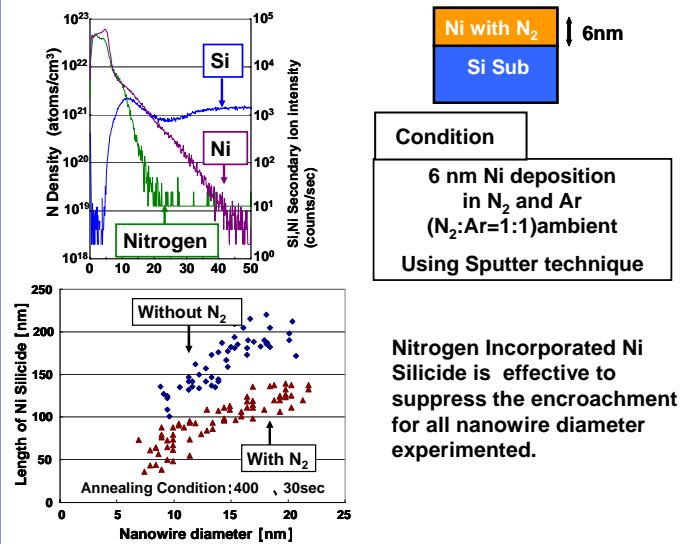 10²³
10²²
10²¹
10²⁰
10¹⁹
10¹⁸
N Density (atoms/cm³)
Si
Ni
Nitrogen
10⁵
10⁴
10³
10²
10¹
10⁰
Si,Ni Secondary ion intensity
(counts/sec)
0 10 20 30 40 50
Ni with N₂
6nm
Si Sub
Condition
6 nm Ni deposition
in N₂ and Ar
(N₂:Ar=1:1)ambient
Using Sputter technique
Length of Ni Silicide [nm]
250
200
150
100
50
0
Without N₂
With N₂
Annealing Condition:400 、30sec
0 5 10 15 20 25
Nanowire diameter [nm]
Nitrogen Incorporated Ni
Silicide is effective to
suppress the encroachment
for all nanowire diameter
experimented.